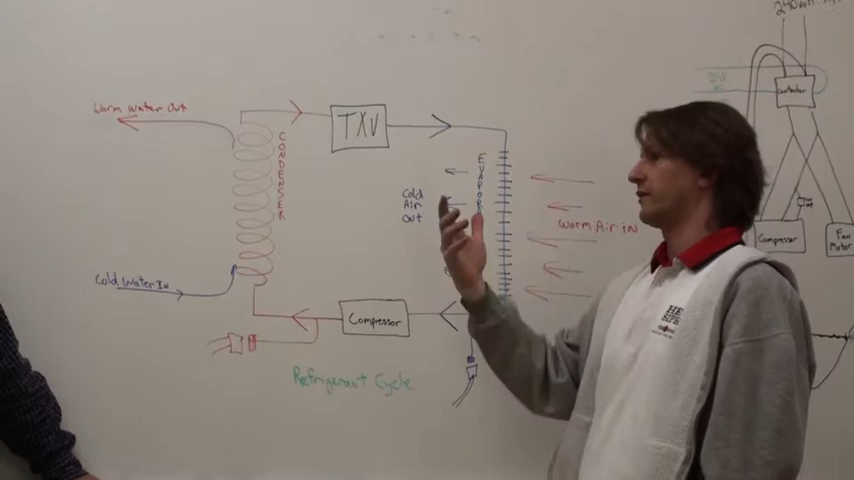 240volt
Contactor
Warm Water Out
TXV
CONDENSER
EVAPOR
Cold
Air
Out
Warm Air in
Compressor
Fan
Motor
Cold Water In
Compressor
Refrigerant Cycle